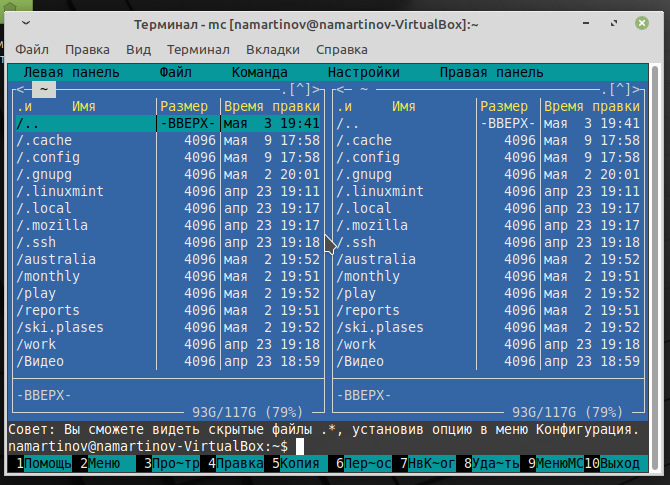 Терминал - mc [namartinov@namartinov-VirtualBox]:~
Файл Правка Вид Терминал Вкладки Справка
Левая панель Файл Команда Настройки Правая панель
<─ ~ .[^]> <─ ~ .[^]>
.и Имя Размер Время правки .и Имя Размер Время правки
/.. -ВВЕРХ- мая 3 19:41 /.. -ВВЕРХ- мая 3 19:41
/.cache 4096 мая 9 17:58 /.cache 4096 мая 9 17:58
/.config 4096 мая 9 17:58 /.config 4096 мая 9 17:58
/.gnupg 4096 мая 2 20:01 /.gnupg 4096 мая 2 20:01
/.linuxmint 4096 апр 23 19:11 /.linuxmint 4096 апр 23 19:11
/.local 4096 апр 23 19:17 /.local 4096 апр 23 19:17
/.mozilla 4096 апр 23 19:17 /.mozilla 4096 апр 23 19:17
/.ssh 4096 апр 23 19:18 /.ssh 4096 апр 23 19:18
/australia 4096 мая 2 19:52 /australia 4096 мая 2 19:52
/monthly 4096 мая 2 19:51 /monthly 4096 мая 2 19:51
/play 4096 мая 2 19:52 /play 4096 мая 2 19:52
/reports 4096 мая 2 19:51 /reports 4096 мая 2 19:51
/ski.plases 4096 мая 2 19:52 /ski.plases 4096 мая 2 19:52
/work 4096 апр 23 19:18 /work 4096 апр 23 19:18
/Видео 4096 апр 23 18:59 /Видео 4096 апр 23 18:59
-ВВЕРХ- -ВВЕРХ-
93G/117G (79%) 93G/117G (79%)
Совет: Вы сможете видеть скрытые файлы .*, установив опцию в меню Конфигурация.
namartinov@namartinov-VirtualBox:~$
1Помощь 2Меню 3Про~тр 4Правка 5Копия 6Пер~ос 7НвК~ог 8Уда~ть 9МенюMC 10Выход